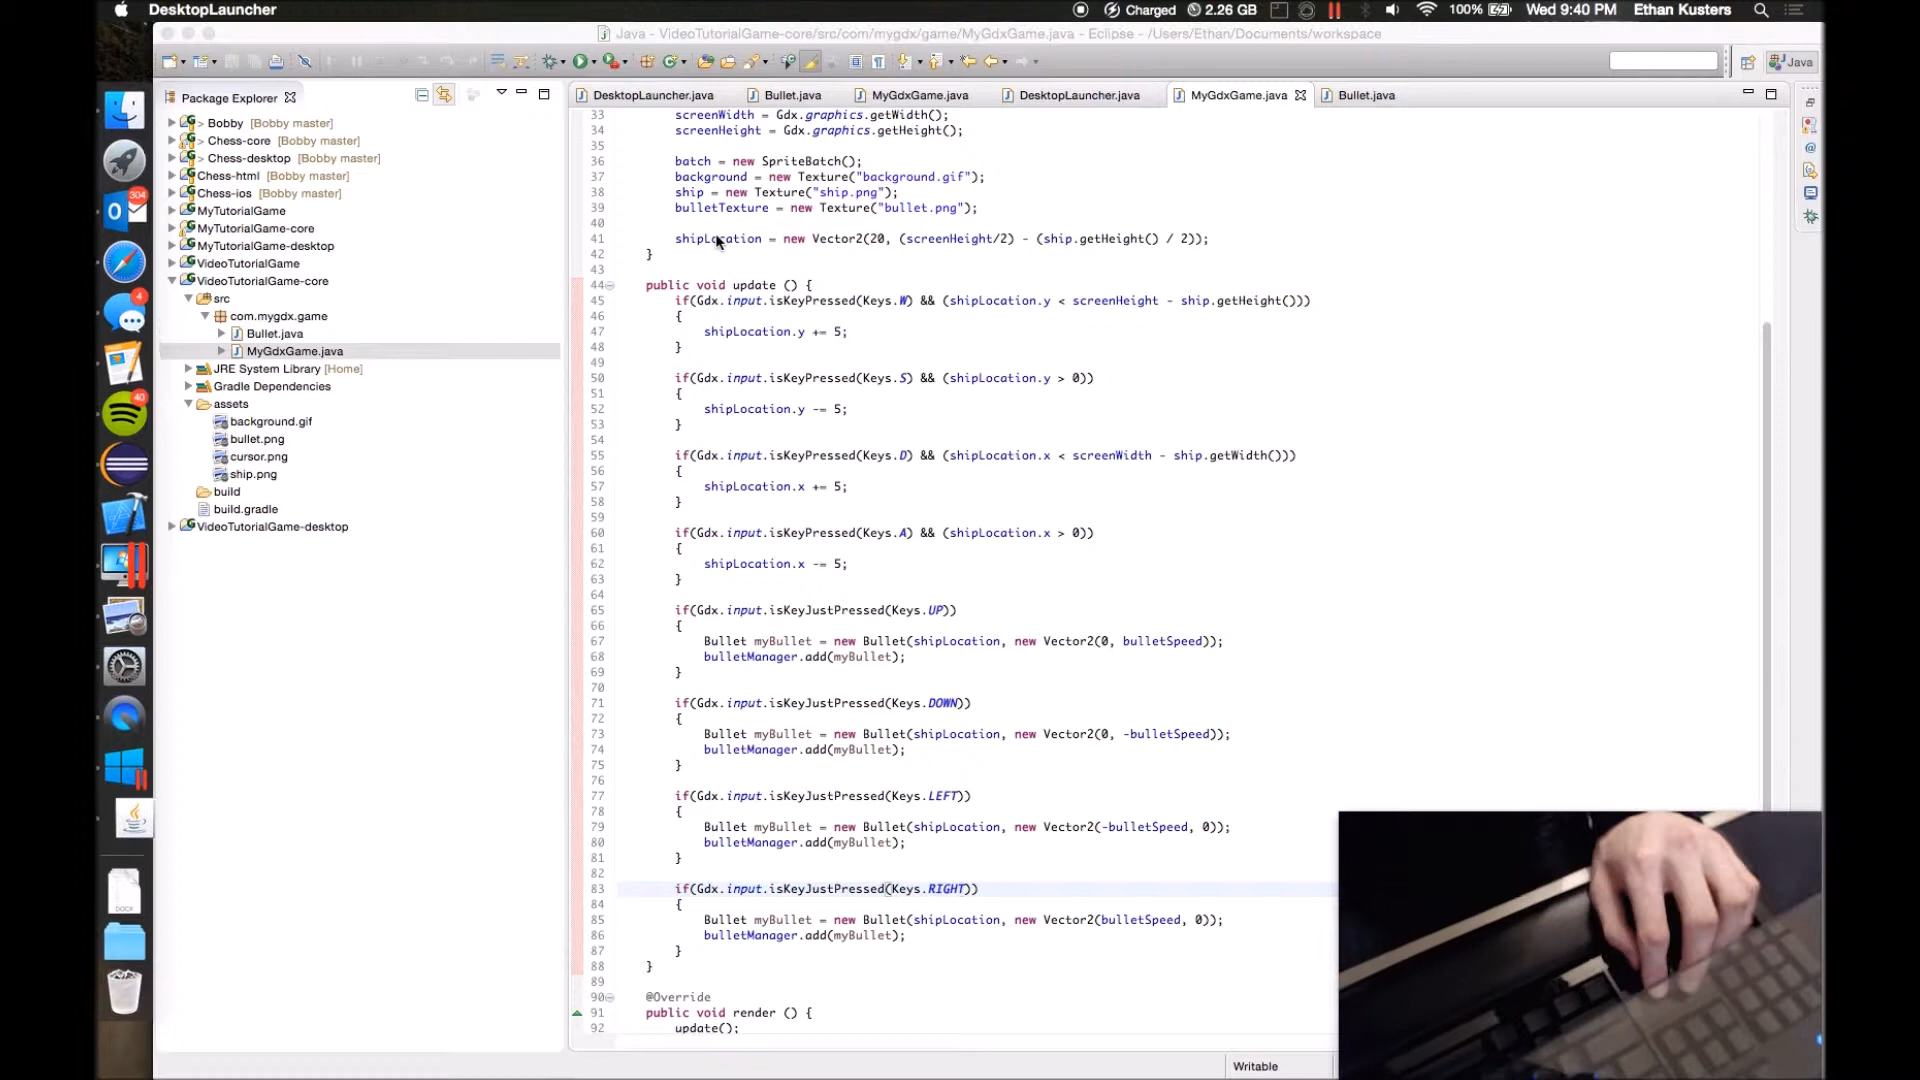 DesktopLauncher
Charged 2.26 GB 100% Wed 9:40 PM Ethan Kusters
Java - VideoTutorialGame-core/src/com/mygdx/game/MyGdxGame.java - Eclipse - /Users/Ethan/Documents/workspace
Java
Package Explorer
DesktopLauncher.java Bullet.java MyGdxGame.java DesktopLauncher.java MyGdxGame.java Bullet.java
> Bobby [Bobby master]
> Chess-core [Bobby master]
> Chess-desktop [Bobby master]
Chess-html [Bobby master]
Chess-ios [Bobby master]
MyTutorialGame
MyTutorialGame-core
MyTutorialGame-desktop
VideoTutorialGame
VideoTutorialGame-core
src
com.mygdx.game
Bullet.java
MyGdxGame.java
JRE System Library [Home]
Gradle Dependencies
assets
background.gif
bullet.png
cursor.png
ship.png
build
build.gradle
VideoTutorialGame-desktop
304
4
40
DOCX
33 screenWidth = Gdx.graphics.getWidth();
34 screenHeight = Gdx.graphics.getHeight();
35
36 batch = new SpriteBatch();
37 background = new Texture("background.gif");
38 ship = new Texture("ship.png");
39 bulletTexture = new Texture("bullet.png");
40
41 shipLocation = new Vector2(20, (screenHeight/2) - (ship.getHeight() / 2));
42 }
43
44 public void update () {
45 if(Gdx.input.isKeyPressed(Keys.W) && (shipLocation.y < screenHeight - ship.getHeight()))
46 {
47 shipLocation.y += 5;
48 }
49
50 if(Gdx.input.isKeyPressed(Keys.S) && (shipLocation.y > 0))
51 {
52 shipLocation.y -= 5;
53 }
54
55 if(Gdx.input.isKeyPressed(Keys.D) && (shipLocation.x < screenWidth - ship.getWidth()))
56 {
57 shipLocation.x += 5;
58 }
59
60 if(Gdx.input.isKeyPressed(Keys.A) && (shipLocation.x > 0))
61 {
62 shipLocation.x -= 5;
63 }
64
65 if(Gdx.input.isKeyJustPressed(Keys.UP))
66 {
67 Bullet myBullet = new Bullet(shipLocation, new Vector2(0, bulletSpeed));
68 bulletManager.add(myBullet);
69 }
70
71 if(Gdx.input.isKeyJustPressed(Keys.DOWN))
72 {
73 Bullet myBullet = new Bullet(shipLocation, new Vector2(0, -bulletSpeed));
74 bulletManager.add(myBullet);
75 }
76
77 if(Gdx.input.isKeyJustPressed(Keys.LEFT))
78 {
79 Bullet myBullet = new Bullet(shipLocation, new Vector2(-bulletSpeed, 0));
80 bulletManager.add(myBullet);
81 }
82
83 if(Gdx.input.isKeyJustPressed(Keys.RIGHT))
84 {
85 Bullet myBullet = new Bullet(shipLocation, new Vector2(bulletSpeed, 0));
86 bulletManager.add(myBullet);
87 }
88 }
89
90 @Override
91 public void render () {
92 update();
Writable